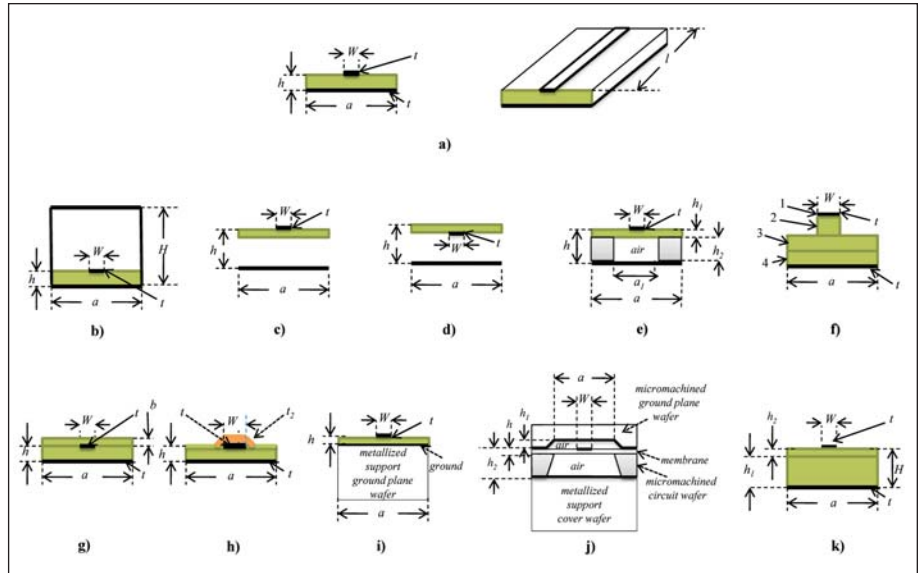 W
t
h
a
t
l
a)
W
H
h
a
t
b)
W
t
h
a
c)
h
W
t
a
d)
W
t
h1
h
air
h2
a1
a
e)
1
W
2
t
3
4
a
t
f)
W
t
b
h
a
t
g)
t
W
t2
h
a
t
h)
W
t
h
ground
metallized
support
ground plane
wafer
a
i)
a
W
h1
micromachined
ground plane
wafer
air
h2
air
membrane
micromachined
circuit wafer
metallized
support
cover wafer
j)
W
t
h2
h1
H
a
t
k)